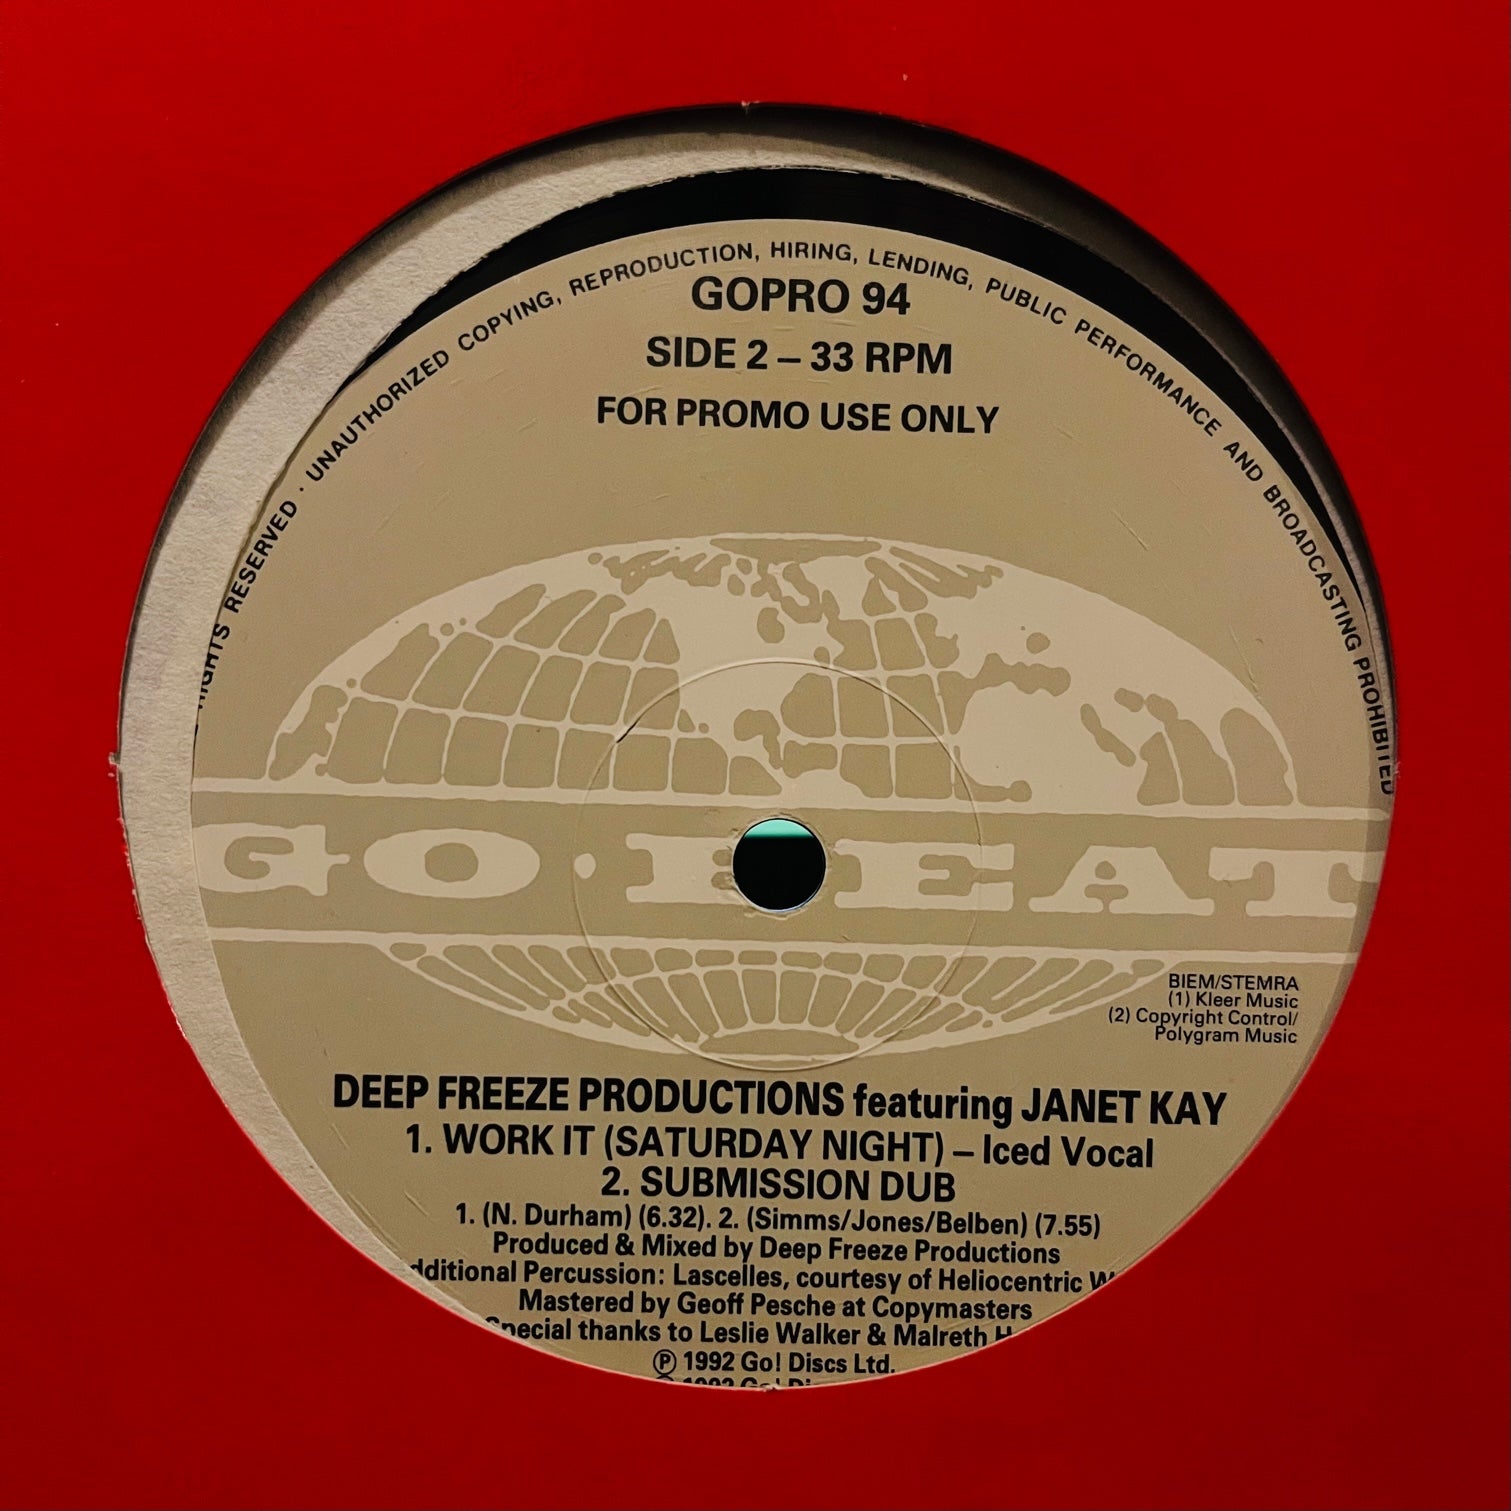 RIGHTS RESERVED · UNAUTHORIZED COPYING, REPRODUCTION, HIRING, LENDING, PUBLIC PERFORMANCE AND BROADCASTING PROHIBITED
GOPRO 94
SIDE 2 – 33 RPM
FOR PROMO USE ONLY
GO·BEAT
BIEM/STEMRA
(1) Kleer Music
(2) Copyright Control/
Polygram Music
DEEP FREEZE PRODUCTIONS featuring JANET KAY
1. WORK IT (SATURDAY NIGHT) – Iced Vocal
2. SUBMISSION DUB
1. (N. Durham) (6.32). 2. (Simms/Jones/Belben) (7.55)
Produced & Mixed by Deep Freeze Productions
dditional Percussion: Lascelles, courtesy of Heliocentric
Mastered by Geoff Pesche at Copymasters
Special thanks to Leslie Walker & Malreth
℗ 1992 Go! Discs Ltd.